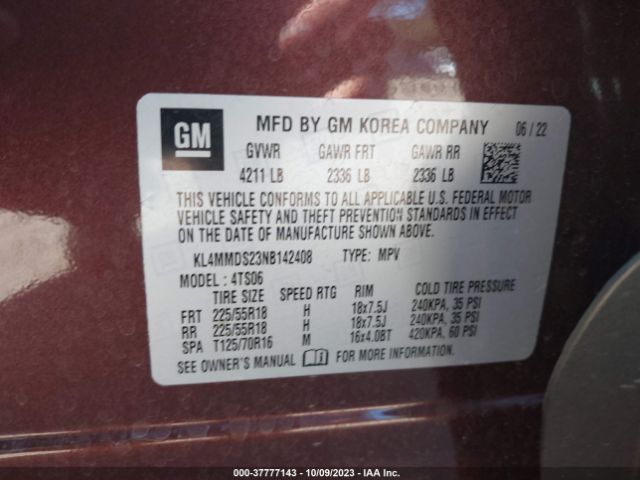 GM
MFD BY GM KOREA COMPANY 06/22
GVWR GAWR FRT GAWR RR
4211 LB 2336 LB 2336 LB
THIS VEHICLE CONFORMS TO ALL APPLICABLE U.S. FEDERAL MOTOR
VEHICLE SAFETY AND THEFT PREVENTION STANDARDS IN EFFECT
ON THE DATE OF MANUFACTURE SHOWN ABOVE.
KL4MMDS23NB142408 TYPE: MPV
MODEL: 4TS06
TIRE SIZE SPEED RTG RIM COLD TIRE PRESSURE
FRT 225/55R18 H 18x7.5J 240KPA, 35 PSI
RR 225/55R18 H 18x7.5J 240KPA, 35 PSI
SPA T125/70R16 M 16x4.0BT 420KPA, 60 PSI
SEE OWNER'S MANUAL FOR MORE INFORMATION.
000-37777143 - 10/09/2023 - IAA Inc.